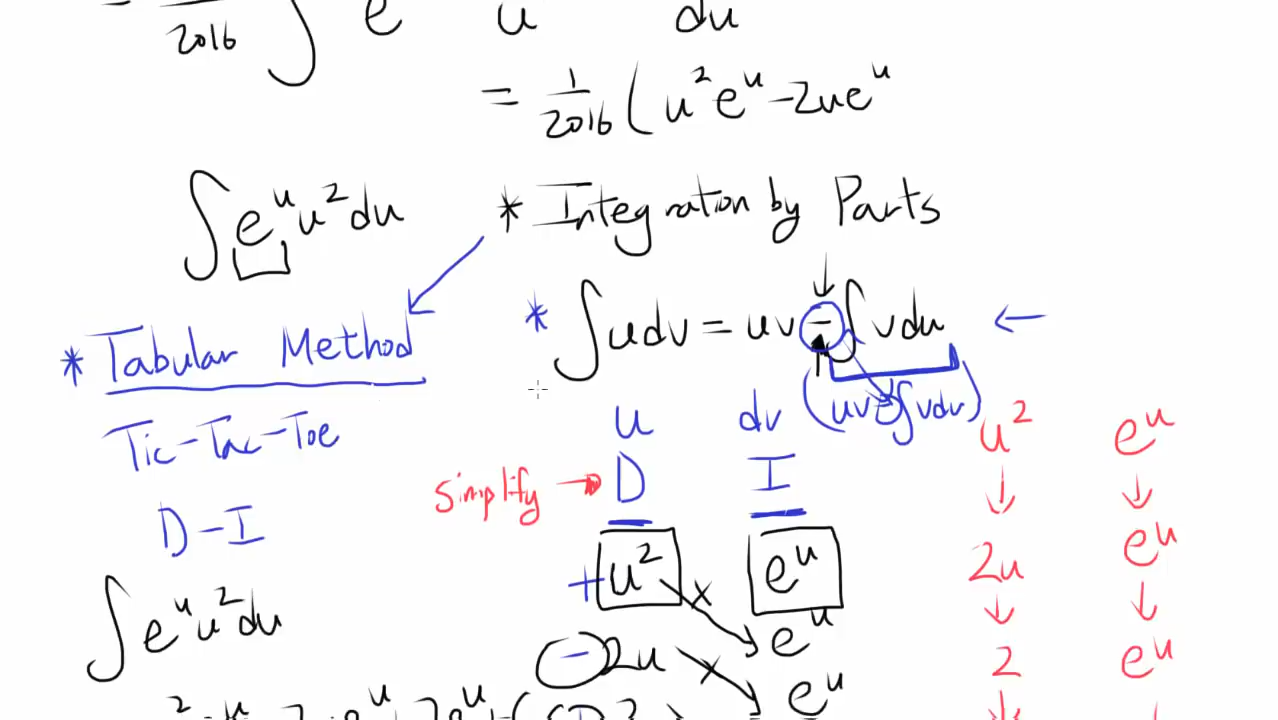 = 1/2016 ∫ e u du
= 1/2016 ( u²eᵘ - 2ueᵘ
∫ eᵘu²du
* Integration by Parts
* Tabular Method
* ∫ udv = uv - ∫ vdu ←
(uv - ∫ vdu)
Tic-Tac-Toe
D-I
u dv
simplify → D I
+ u² eᵘ
eᵘ
- 2u
eᵘ
u² eᵘ
↓ ↓
2u eᵘ
↓ ↓
2 eᵘ
∫ eᵘu²du